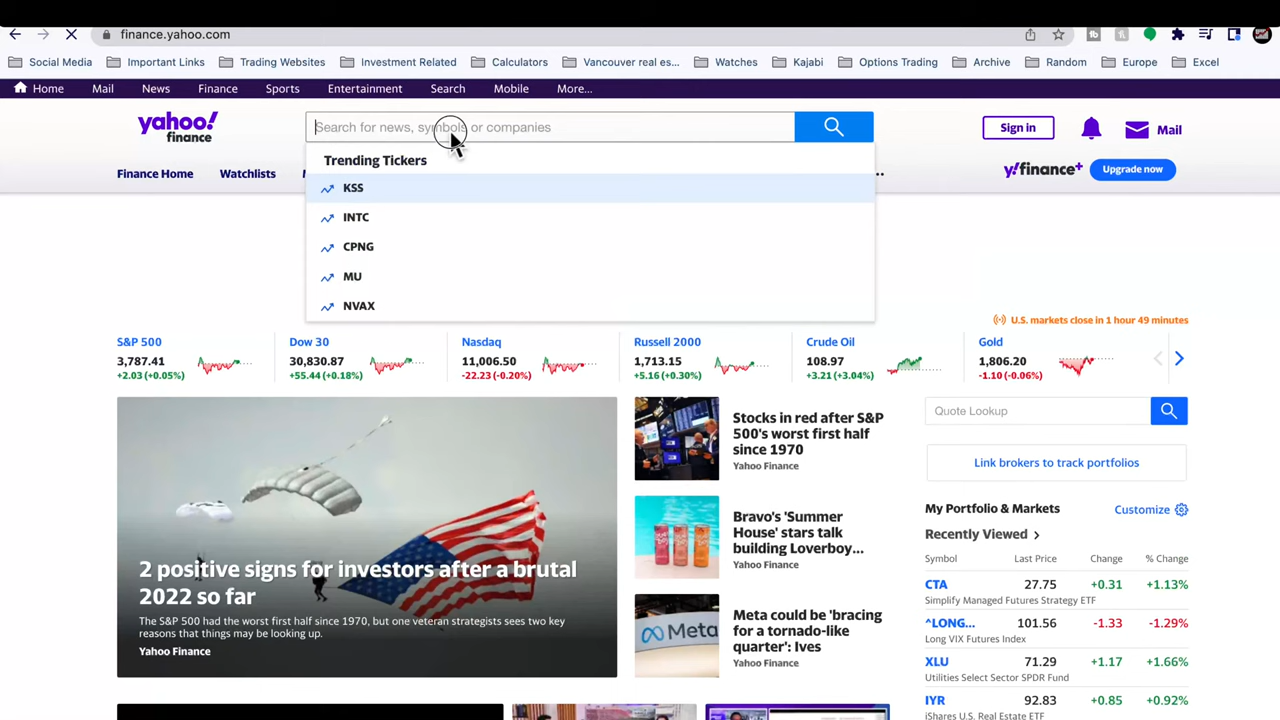 finance.yahoo.com
Social Media
Important Links
Trading Websites
Investment Related
Calculators
Vancouver real es...
Watches
Kajabi
Options Trading
Archive
Random
Europe
Excel
Home
Mail
News
Finance
Sports
Entertainment
Search
Mobile
More...
yahoo!
finance
Search for news, symbols or companies
Sign in
Mail
Trending Tickers
Finance Home
Watchlists
y!finance+
Upgrade now
KSS
INTC
CPNG
MU
NVAX
U.S. markets close in 1 hour 49 minutes
S&P 500
3,787.41
+2.03 (+0.05%)
Dow 30
30,830.87
+55.44 (+0.18%)
Nasdaq
11,006.50
-22.23 (-0.20%)
Russell 2000
1,713.15
+5.16 (+0.30%)
Crude Oil
108.97
+3.21 (+3.04%)
Gold
1,806.20
-1.10 (-0.06%)
2 positive signs for investors after a brutal
2022 so far
The S&P 500 had the worst first half since 1970, but one veteran strategists sees two key
reasons that things may be looking up.
Yahoo Finance
Stocks in red after S&P
500's worst first half
since 1970
Yahoo Finance
Bravo's 'Summer
House' stars talk
building Loverboy...
Yahoo Finance
Meta
Meta could be 'bracing
for a tornado-like
quarter': Ives
Yahoo Finance
Quote Lookup
Link brokers to track portfolios
My Portfolio & Markets
Customize
Recently Viewed
Symbol Last Price Change % Change
CTA 27.75 +0.31 +1.13%
Simplify Managed Futures Strategy ETF
^LONG... 101.56 -1.33 -1.29%
Long VIX Futures Index
XLU 71.29 +1.17 +1.66%
Utilities Select Sector SPDR Fund
IYR 92.83 +0.85 +0.92%
iShares U.S. Real Estate ETF